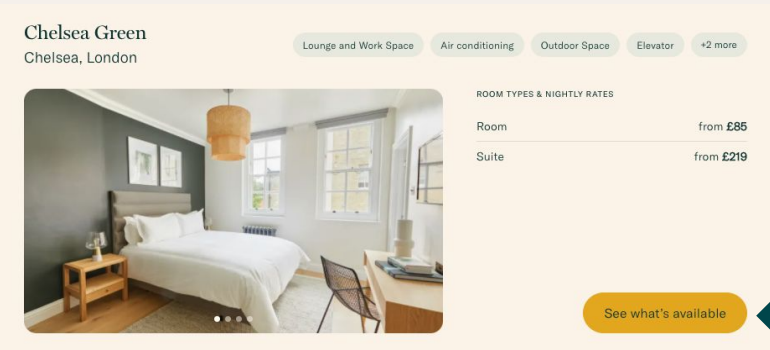 Chelsea Green
Chelsea, London
Lounge and Work Space
Air conditioning
Outdoor Space
Elevator
+2 more
ROOM TYPES & NIGHTLY RATES
Room from £85
Suite from £219
See what's available